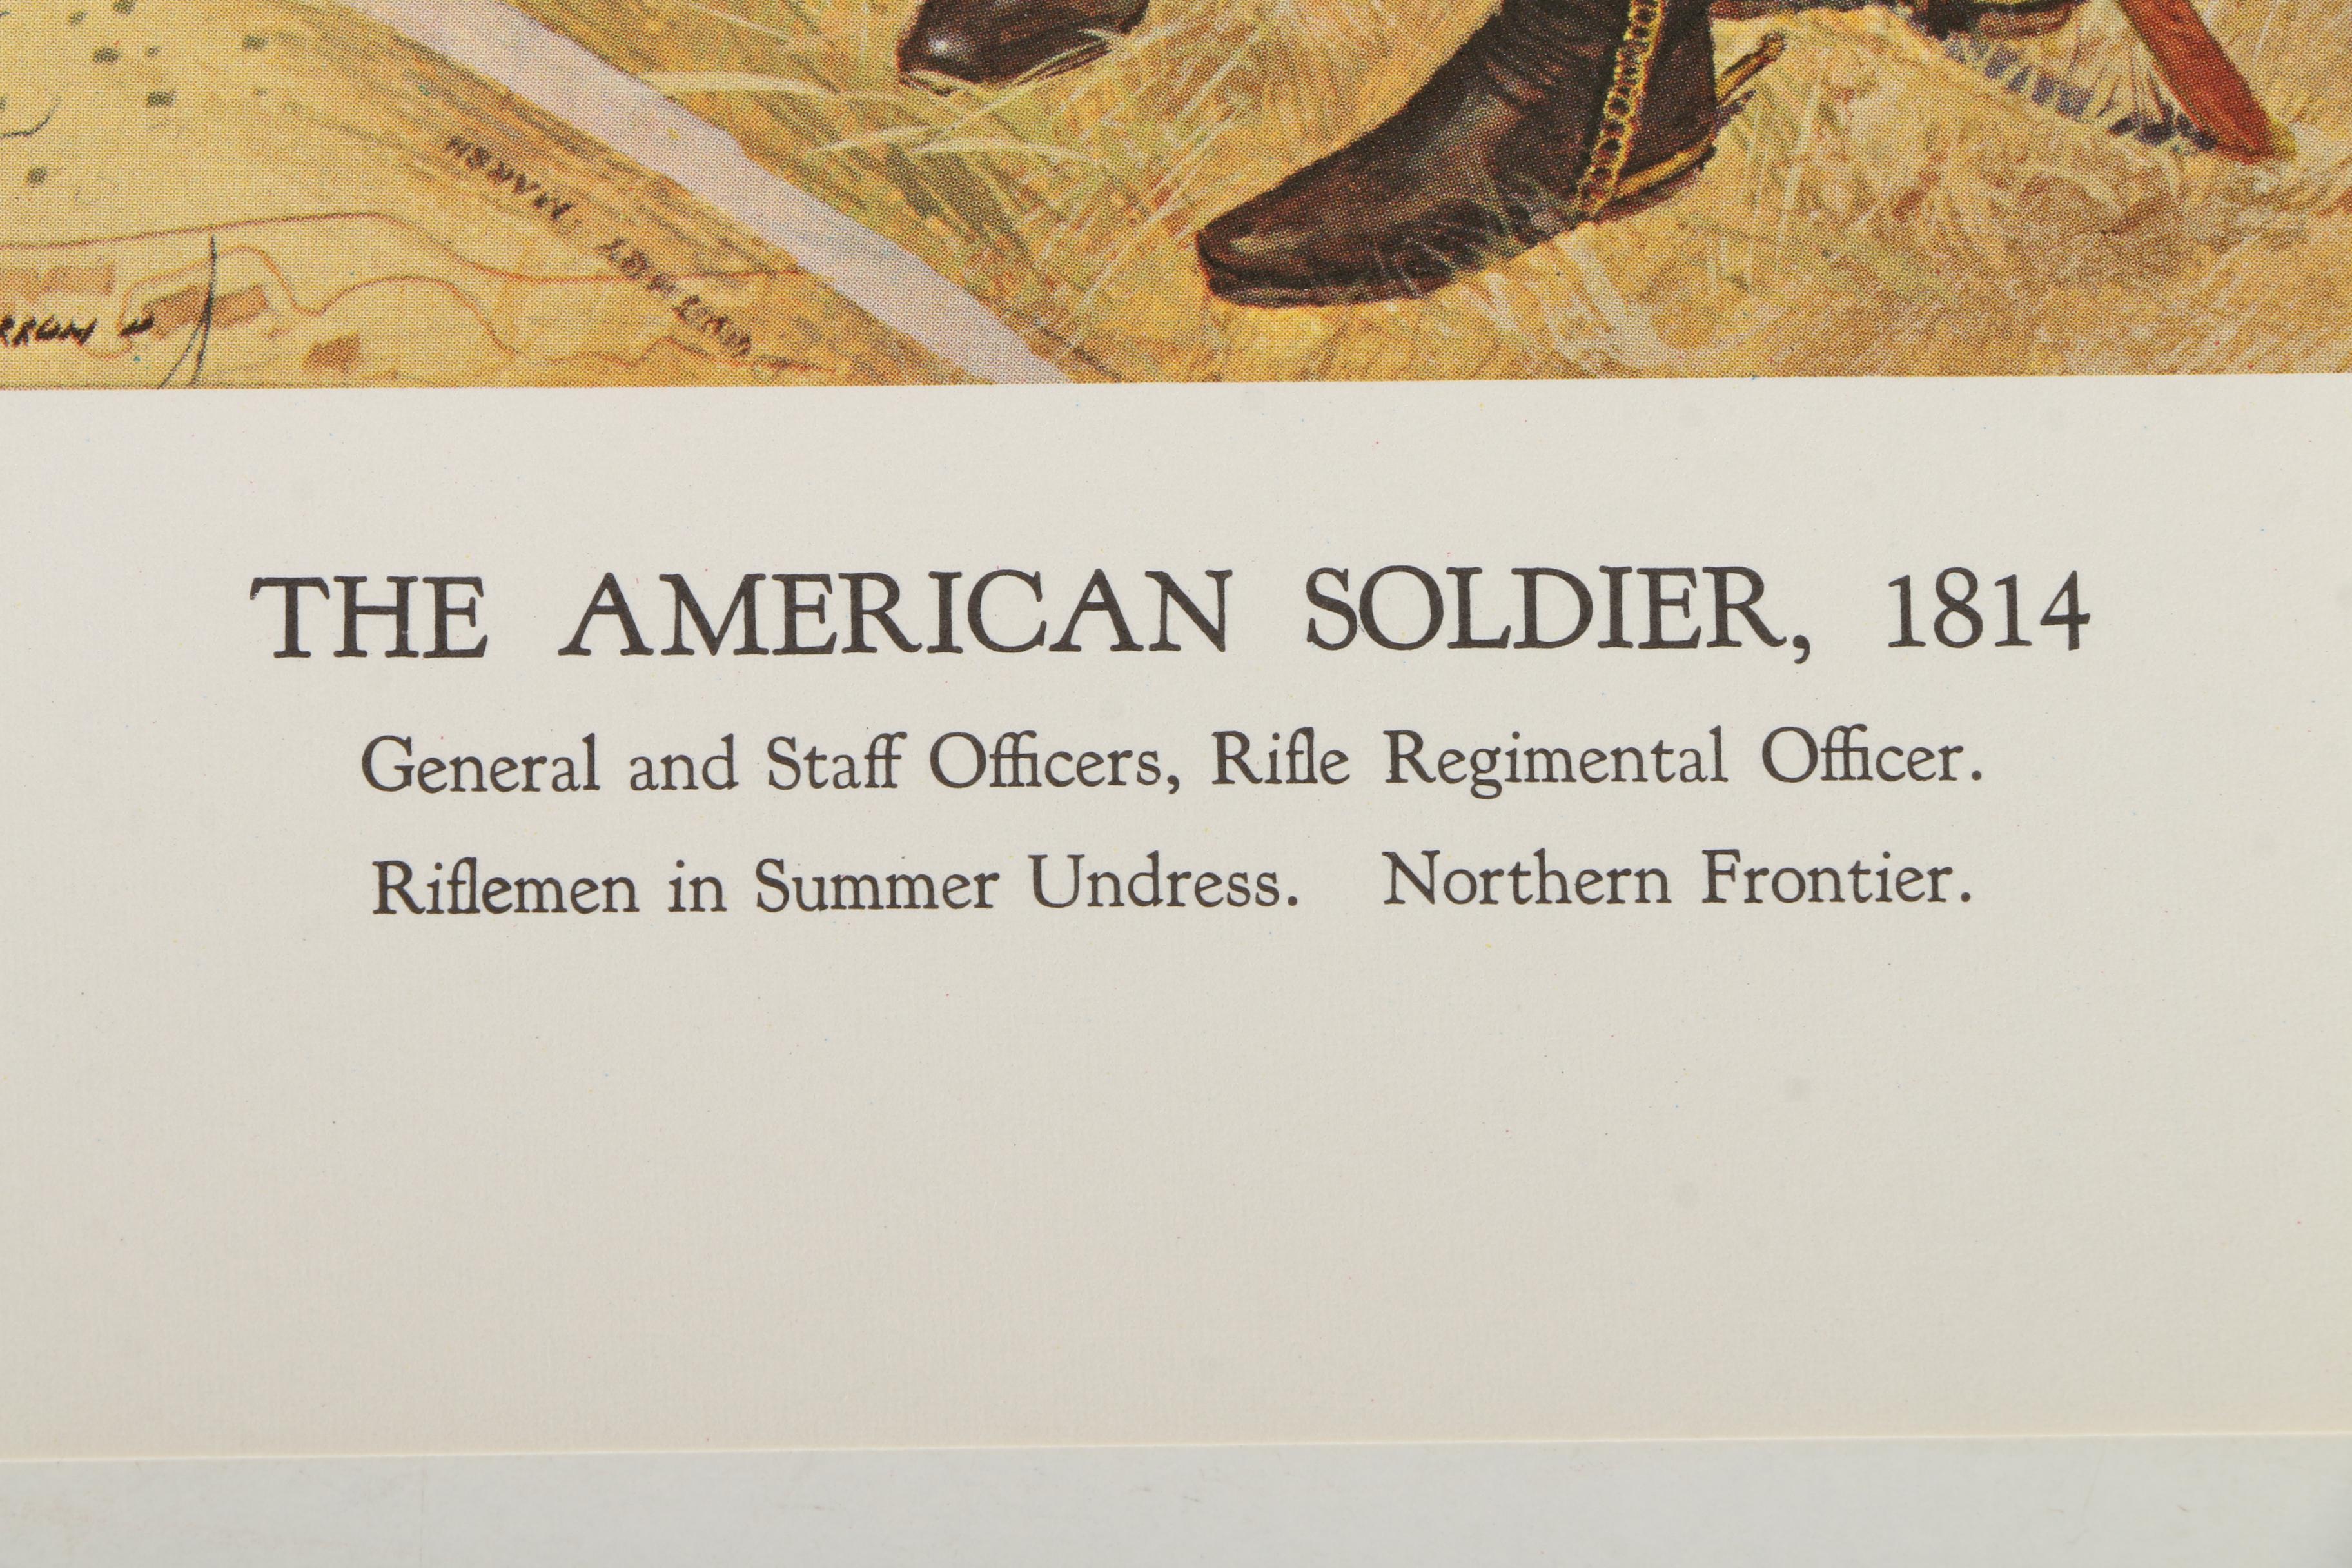 THE AMERICAN SOLDIER, 1814
General and Staff Officers, Rifle Regimental Officer.
Riflemen in Summer Undress. Northern Frontier.